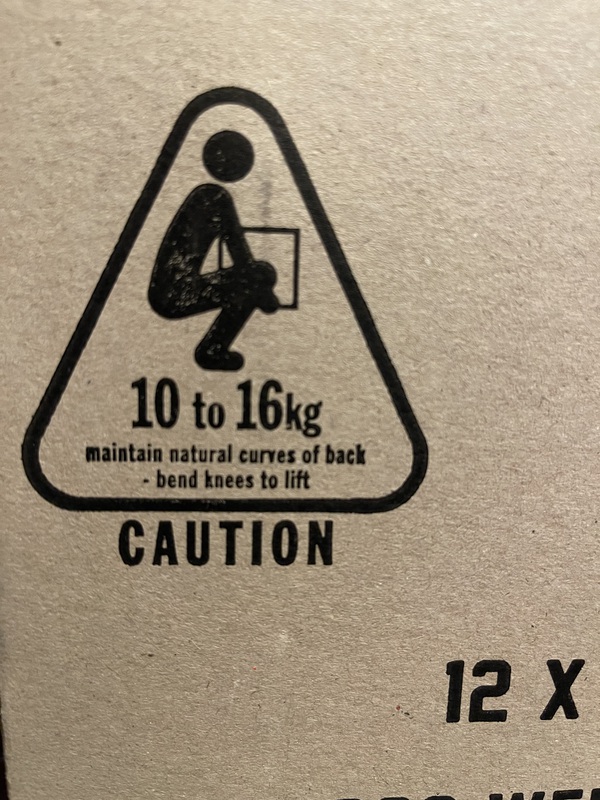 10 to 16kg
maintain natural curves of back
- bend knees to lift
CAUTION
12 X